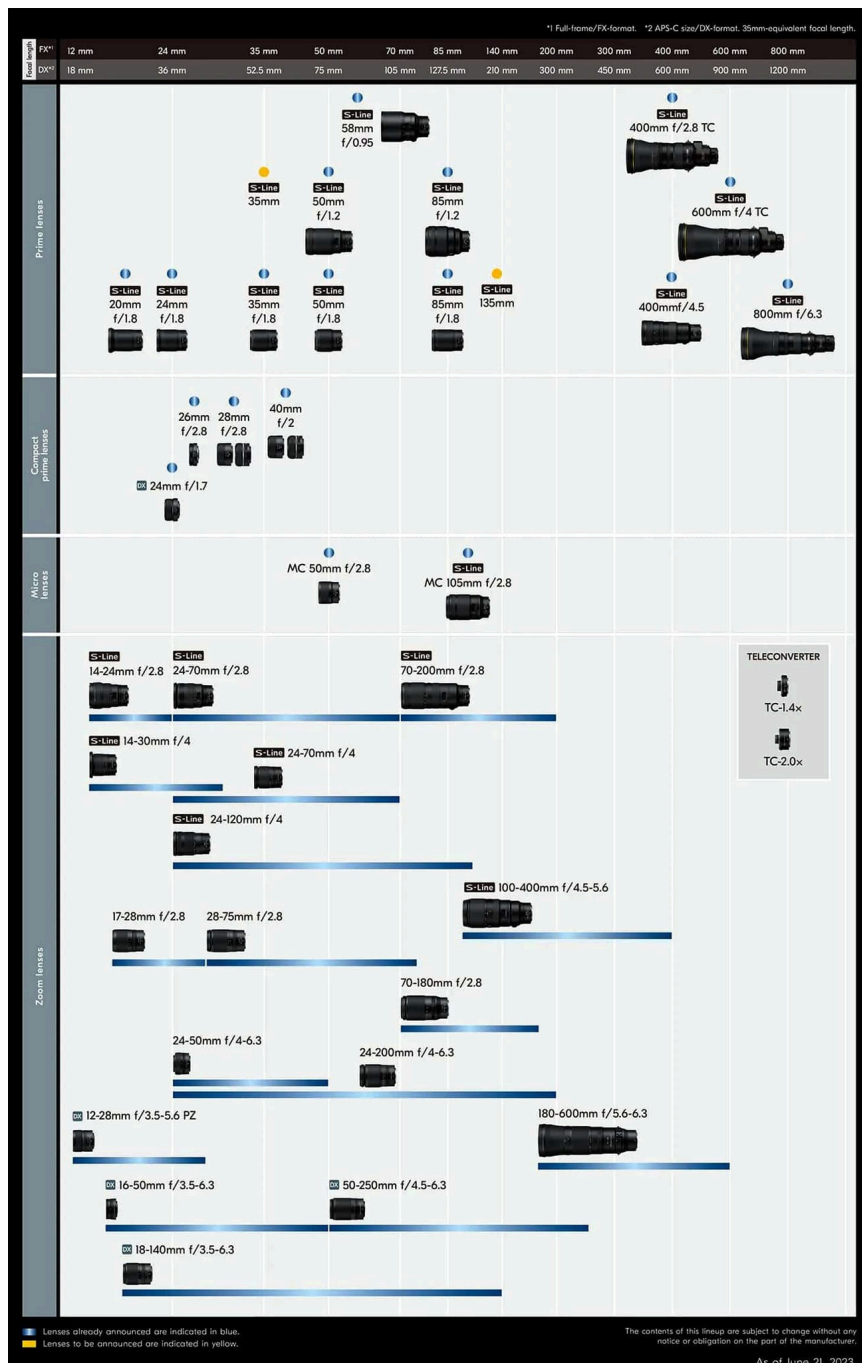 *1 Full-frame/FX-format. *2 APS-C size/DX-format. 35mm-equivalent focal length.
Focal length
FX*1 12 mm 24 mm 35 mm 50 mm 70 mm 85 mm 140 mm 200 mm 300 mm 400 mm 600 mm 800 mm
DX*2 18 mm 36 mm 52.5 mm 75 mm 105 mm 127.5 mm 210 mm 300 mm 450 mm 600 mm 900 mm 1200 mm
Prime lenses
S-Line
58mm
f/0.95
S-Line
400mm f/2.8 TC
S-Line
35mm
S-Line
50mm
f/1.2
S-Line
85mm
f/1.2
S-Line
600mm f/4 TC
S-Line
20mm
f/1.8
S-Line
24mm
f/1.8
S-Line
35mm
f/1.8
S-Line
50mm
f/1.8
S-Line
85mm
f/1.8
S-Line
135mm
S-Line
400mmf/4.5
S-Line
800mm f/6.3
Compact
prime lenses
26mm
f/2.8
28mm
f/2.8
40mm
f/2
DX 24mm f/1.7
Micro
lenses
MC 50mm f/2.8
S-Line
MC 105mm f/2.8
Zoom lenses
S-Line
14-24mm f/2.8
S-Line
24-70mm f/2.8
S-Line
70-200mm f/2.8
TELECONVERTER
TC-1.4×
TC-2.0×
S-Line 14-30mm f/4
S-Line 24-70mm f/4
S-Line 24-120mm f/4
S-Line 100-400mm f/4.5-5.6
17-28mm f/2.8
28-75mm f/2.8
70-180mm f/2.8
24-50mm f/4-6.3
24-200mm f/4-6.3
DX 12-28mm f/3.5-5.6 PZ
180-600mm f/5.6-6.3
DX 16-50mm f/3.5-6.3
DX 50-250mm f/4.5-6.3
DX 18-140mm f/3.5-6.3
Lenses already announced are indicated in blue.
Lenses to be announced are indicated in yellow.
The contents of this lineup are subject to change without any
notice or obligation on the part of the manufacturer.
As of June 21, 2023